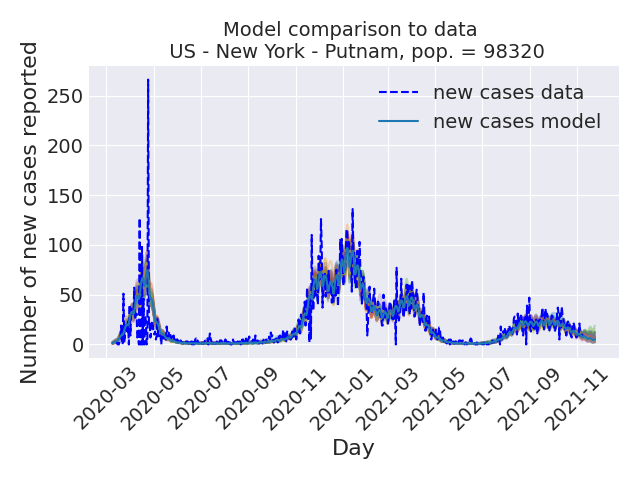 Model comparison to data
US - New York - Putnam, pop. = 98320
Number of new cases reported
250
200
150
100
50
0
new cases data
new cases model
2020-03
2020-05
2020-07
2020-09
2020-11
2021-01
2021-03
2021-05
2021-07
2021-09
2021-11
Day